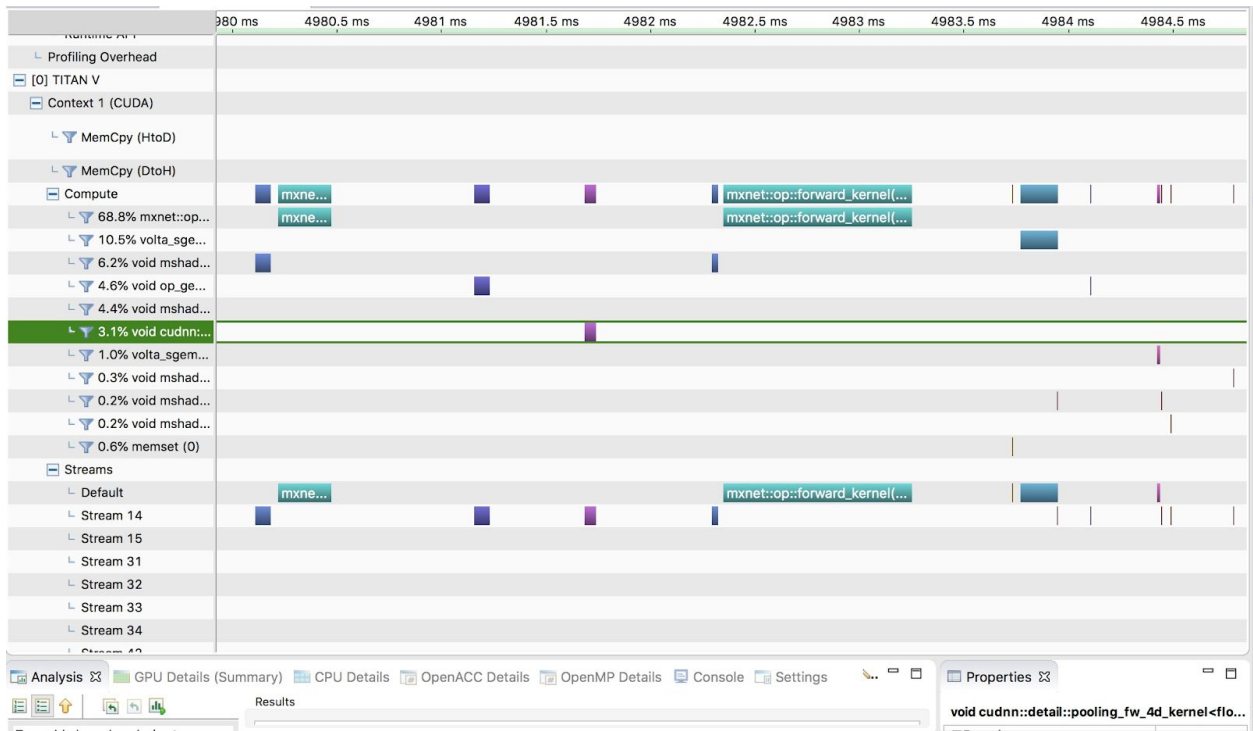 980 ms 4980.5 ms 4981 ms 4981.5 ms 4982 ms 4982.5 ms 4983 ms 4983.5 ms 4984 ms 4984.5 ms
Runtime API
Profiling Overhead
[0] TITAN V
Context 1 (CUDA)
MemCpy (HtoD)
MemCpy (DtoH)
Compute mxne... mxnet::op::forward_kernel(...
68.8% mxnet::op... mxne... mxnet::op::forward_kernel(...
10.5% volta_sge...
6.2% void mshad...
4.6% void op_ge...
4.4% void mshad...
3.1% void cudnn:...
1.0% volta_sgem...
0.3% void mshad...
0.2% void mshad...
0.2% void mshad...
0.6% memset (0)
Streams
Default mxne... mxnet::op::forward_kernel(...
Stream 14
Stream 15
Stream 31
Stream 32
Stream 33
Stream 34
Analysis GPU Details (Summary) CPU Details OpenACC Details OpenMP Details Console Settings Properties
Results
void cudnn::detail::pooling_fw_4d_kernel<flo...